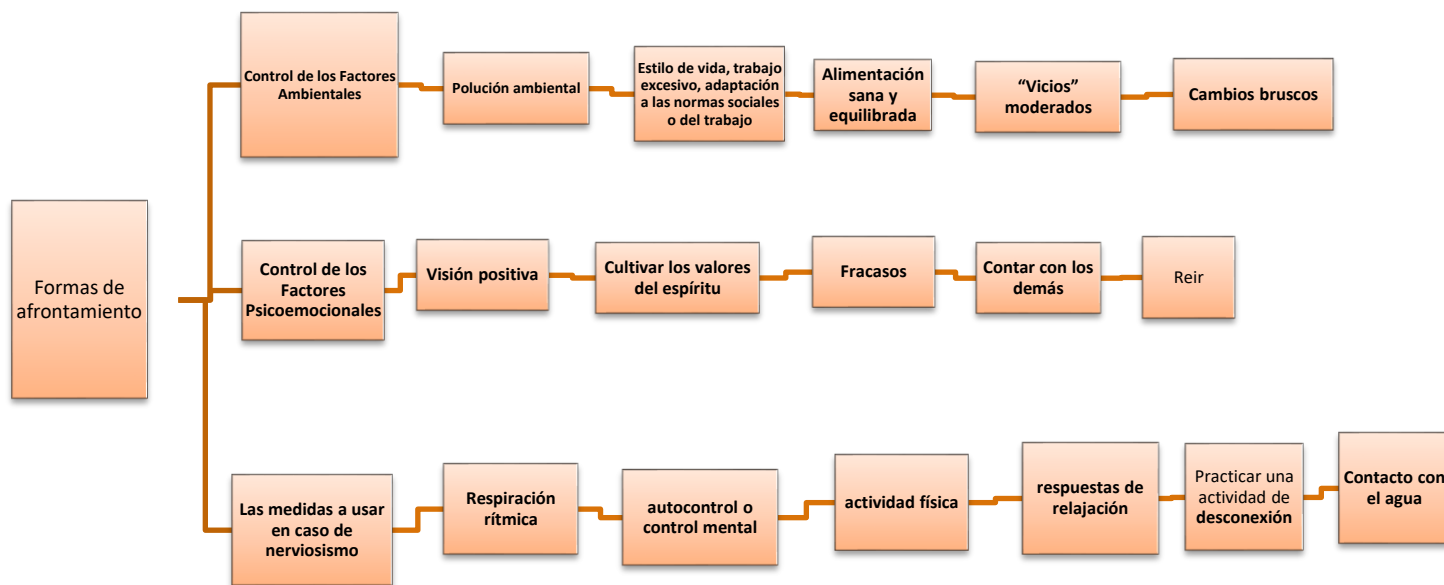 Formas de
afrontamiento
Control de los Factores
Ambientales
Polución ambiental
Estilo de vida, trabajo
excesivo, adaptación
a las normas sociales
o del trabajo
Alimentación
sana y
equilibrada
“Vicios”
moderados
Cambios bruscos
Control de los
Factores
Psicoemocionales
Visión positiva
Cultivar los valores
del espíritu
Fracasos
Contar con los
demás
Reir
Las medidas a usar
en caso de
nerviosismo
Respiración
rítmica
autocontrol o
control mental
actividad física
respuestas de
relajación
Practicar una
actividad de
desconexión
Contacto con
el agua